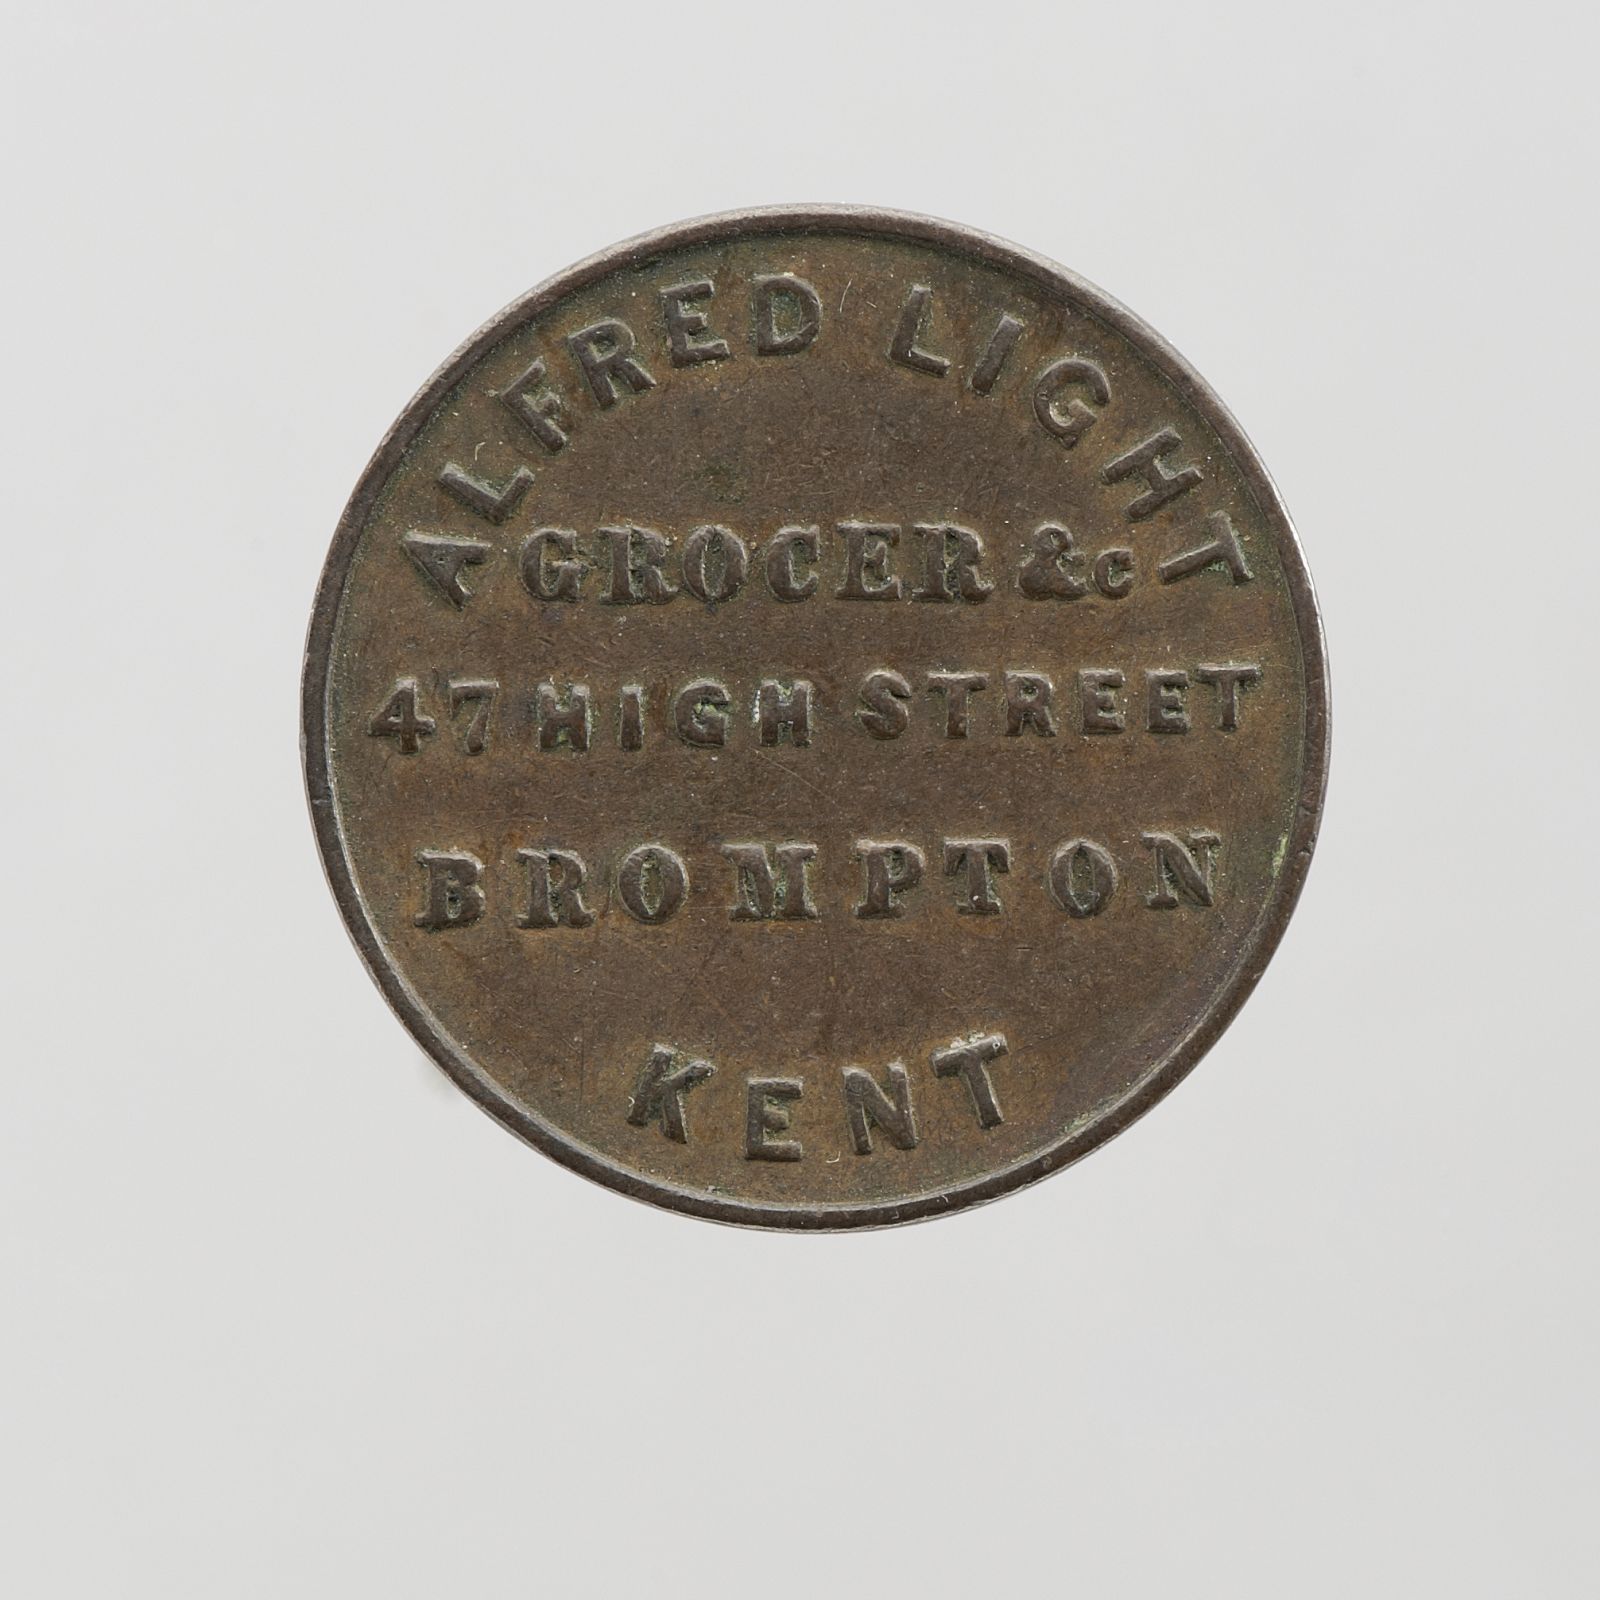 ALFRED LIGHT
GROCER &c
47 HIGH STREET
BROMPTON
KENT